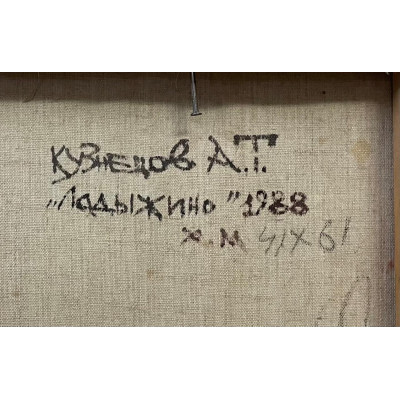 Кузнецов А.Т.
„Ладыжино" 1988
х.м. 41х61